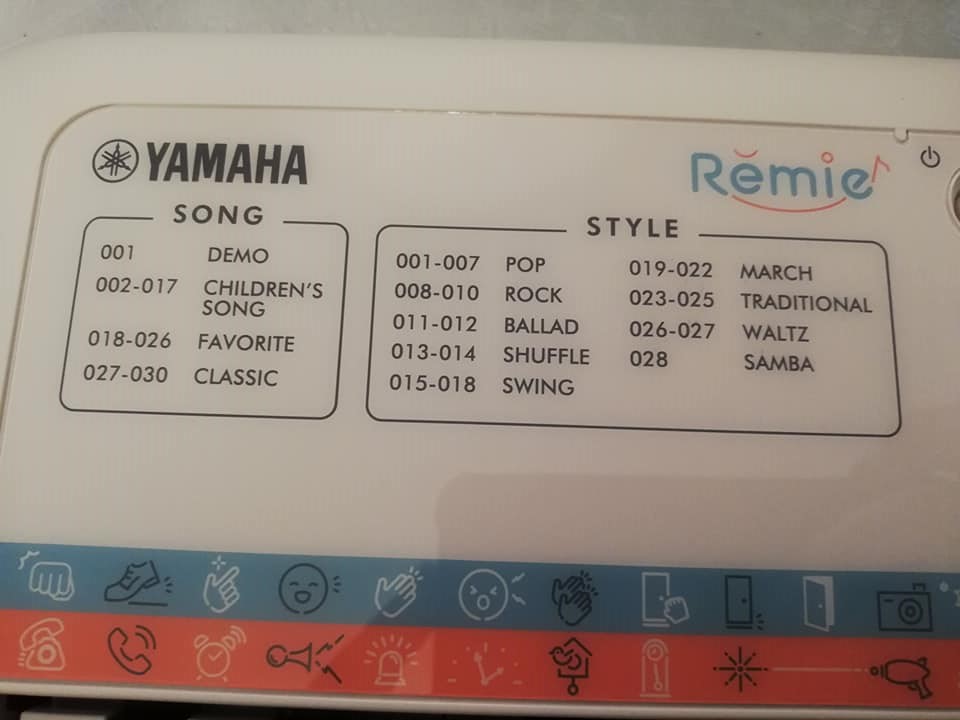 YAMAHA
Remie
SONG
001 DEMO
002-017 CHILDREN'S
SONG
018-026 FAVORITE
027-030 CLASSIC
STYLE
001-007 POP
008-010 ROCK
011-012 BALLAD
013-014 SHUFFLE
015-018 SWING
019-022 MARCH
023-025 TRADITIONAL
026-027 WALTZ
028 SAMBA